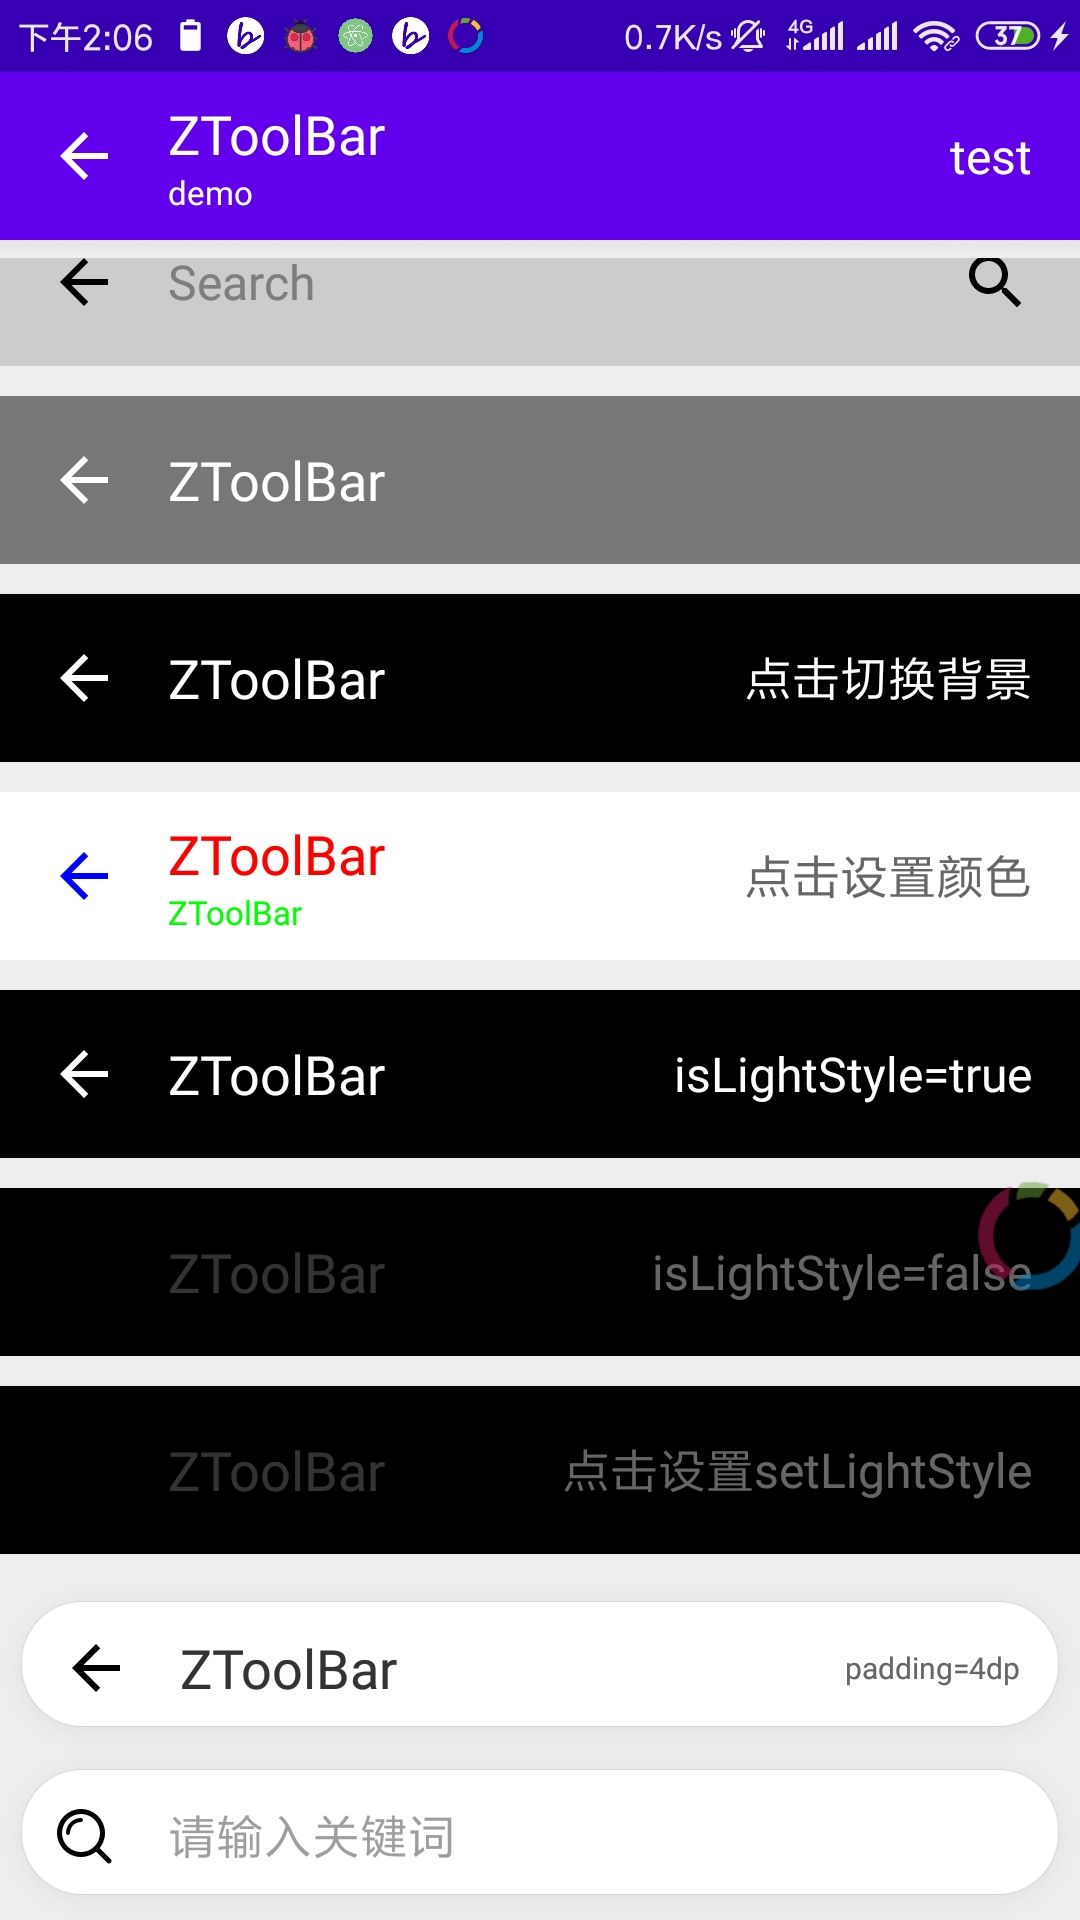 下午2:06 0.7K/s 4G 37
ZToolBar
demo
test
Search
ZToolBar
ZToolBar 点击切换背景
ZToolBar
ZToolBar
点击设置颜色
ZToolBar isLightStyle=true
ZToolBar isLightStyle=false
ZToolBar 点击设置setLightStyle
ZToolBar padding=4dp
请输入关键词